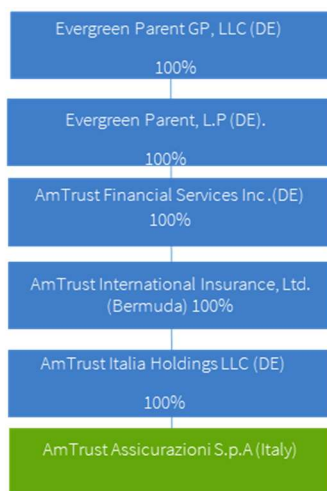 Evergreen Parent GP, LLC (DE)
100%
Evergreen Parent, L.P (DE).
100%
AmTrust Financial Services Inc .(DE)
100%
AmTrust International Insurance, Ltd.
(Bermuda) 100%
AmTrust Italia Holdings LLC (DE)
100%
AmTrust Assicurazioni S.p.A (Italy)